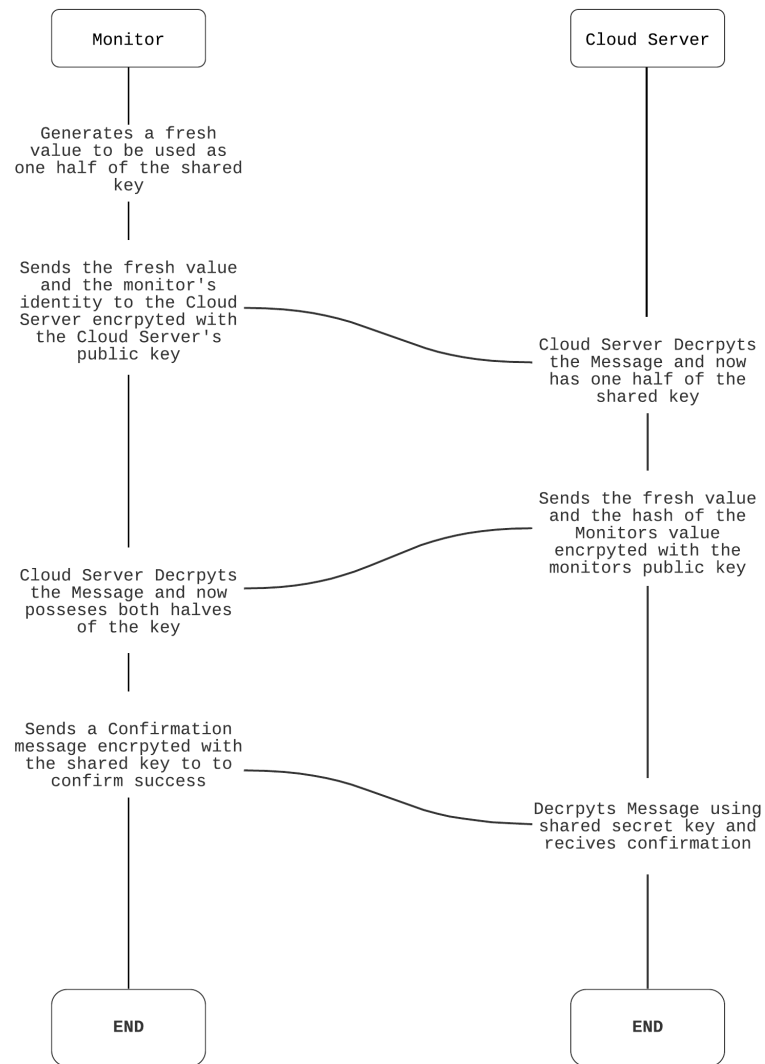 Monitor
Cloud Server
Generates a fresh
value to be used as
one half of the shared
key
Sends the fresh value
and the monitor's
identity to the Cloud
Server encrpyted with
the Cloud Server's
public key
Cloud Server Decrpyts
the Message and now
has one half of the
shared key
Sends the fresh value
and the hash of the
Monitors value
encrpyted with the
monitors public key
Cloud Server Decrpyts
the Message and now
posseses both halves
of the key
Sends a Confirmation
message encrpyted with
the shared key to to
confirm success
Decrpyts Message using
shared secret key and
recives confirmation
END
END